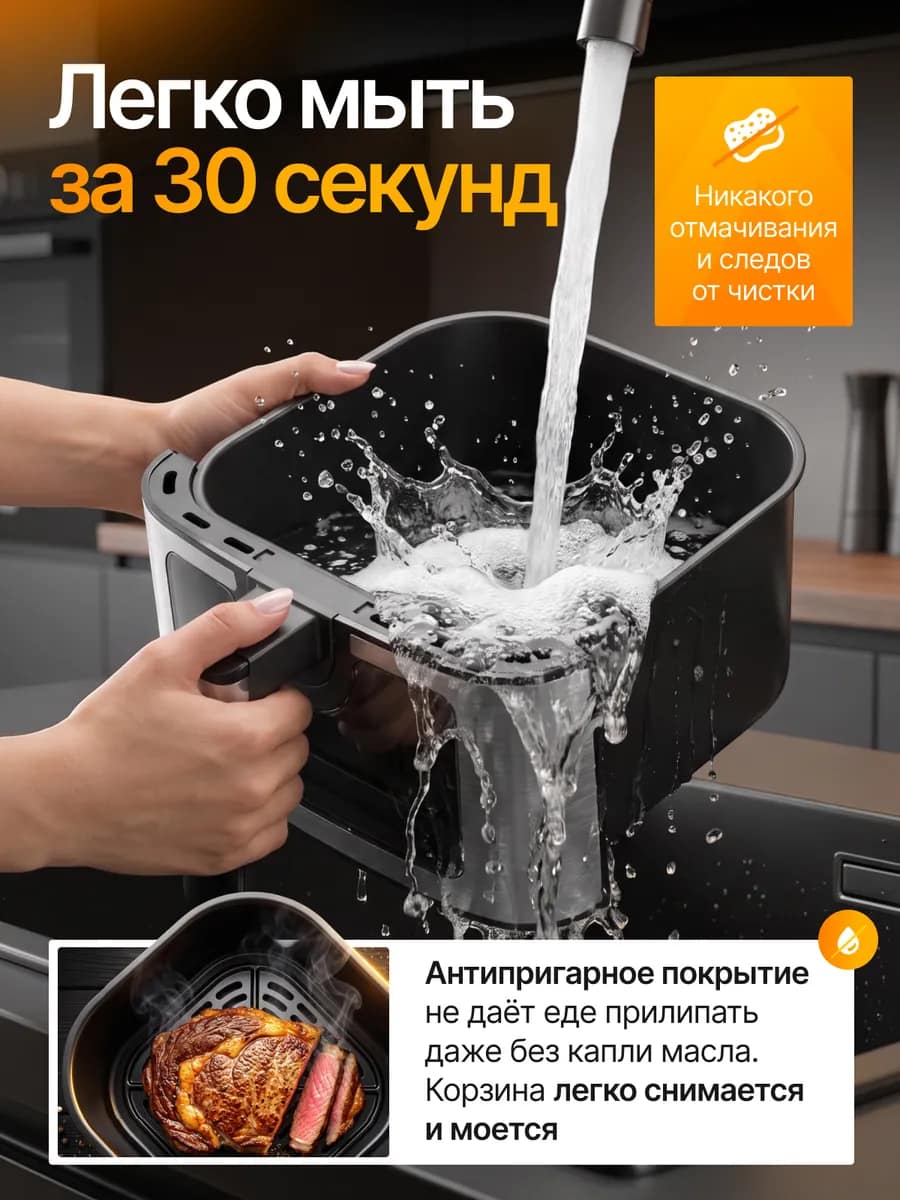 Легко мыть
за 30 секунд
Никакого
отмачивания
и следов
от чистки
Антипригарное покрытие
не даёт еде прилипать
даже без капли масла.
Корзина легко снимается
и моется